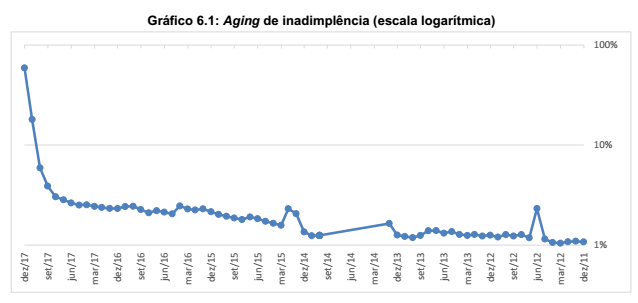 Gráfico 6.1: Aging de inadimplência (escala logarítmica)
100%
10%
1%
dez/17
set/17
jun/17
mar/17
dez/16
set/16
jun/16
mar/16
dez/15
set/15
jun/15
mar/15
dez/14
set/14
jun/14
mar/14
dez/13
set/13
jun/13
mar/13
dez/12
set/12
jun/12
mar/12
dez/11